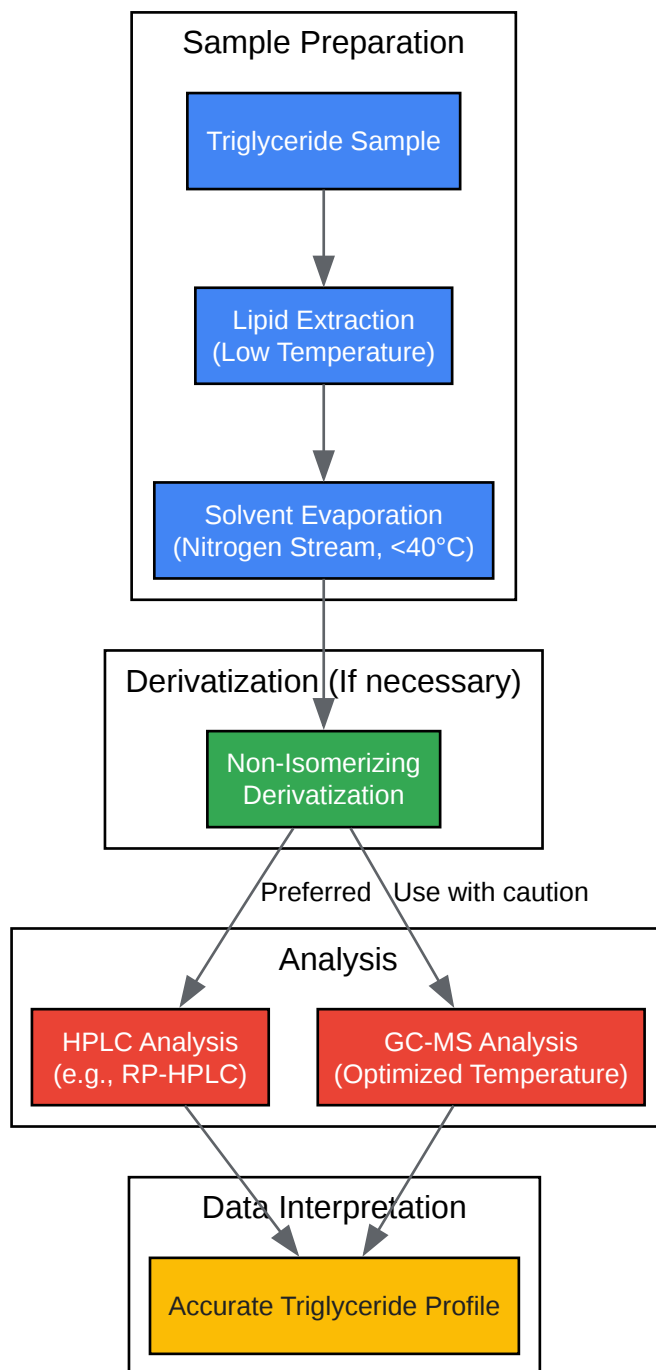 Sample Preparation
Triglyceride Sample
Lipid Extraction
(Low Temperature)
Solvent Evaporation
(Nitrogen Stream, <40°C)
Derivatization (If necessary)
Non-Isomerizing
Derivatization
Preferred
Use with caution
Analysis
HPLC Analysis
(e.g., RP-HPLC)
GC-MS Analysis
(Optimized Temperature)
Data Interpretation
Accurate Triglyceride Profile